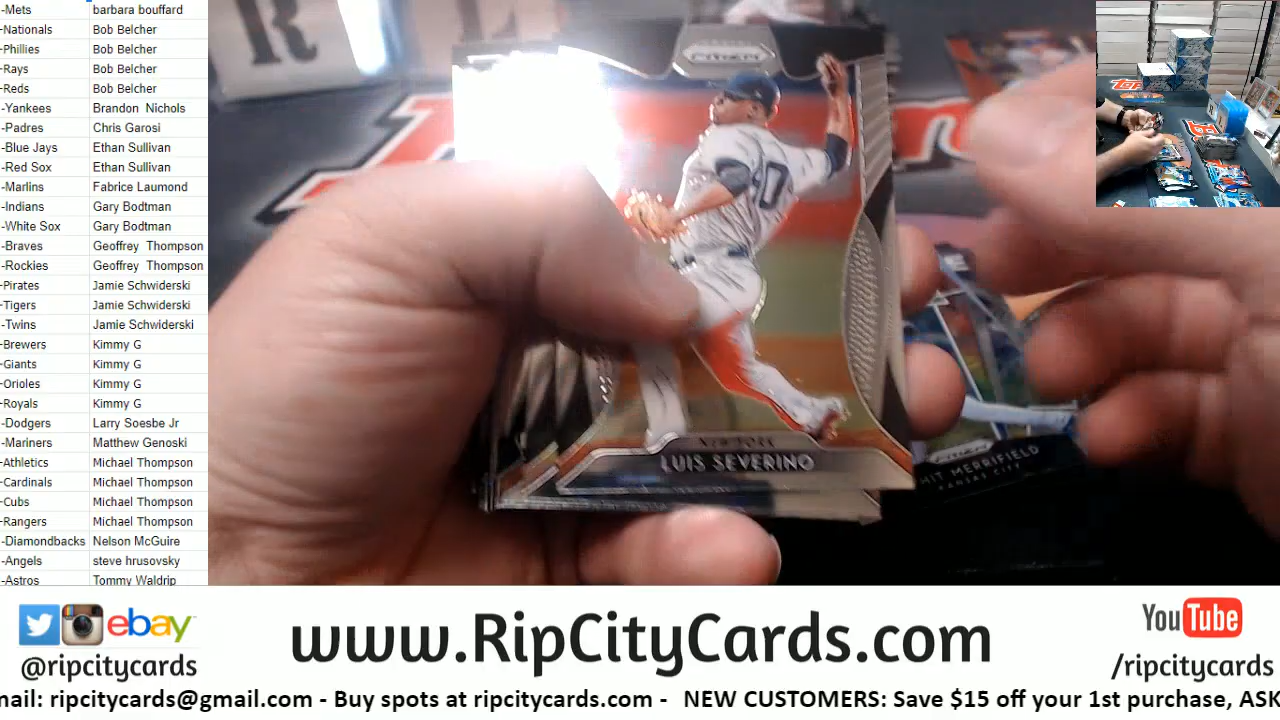 -Mets barbara bouffard
-Nationals Bob Belcher
-Phillies Bob Belcher
-Rays Bob Belcher
-Reds Bob Belcher
-Yankees Brandon Nichols
-Padres Chris Garosi
-Blue Jays Ethan Sullivan
-Red Sox Ethan Sullivan
-Marlins Fabrice Laumond
-Indians Gary Bodtman
-White Sox Gary Bodtman
-Braves Geoffrey Thompson
-Rockies Geoffrey Thompson
-Pirates Jamie Schwiderski
-Tigers Jamie Schwiderski
-Twins Jamie Schwiderski
-Brewers Kimmy G
-Giants Kimmy G
-Orioles Kimmy G
-Royals Kimmy G
-Dodgers Larry Soesbe Jr
-Mariners Matthew Genoski
-Athletics Michael Thompson
-Cardinals Michael Thompson
-Cubs Michael Thompson
-Rangers Michael Thompson
-Diamondbacks Nelson McGuire
-Angels steve hrusovsky
-Astros Tommy Waldrip
PRIZM
NEW YORK
LUIS SEVERINO
HIT MERRIFIELD
KANSAS CITY
ebay
@ripcitycards
www.RipCityCards.com
YouTube
/ripcitycards
mail: ripcitycards@gmail.com - Buy spots at ripcitycards.com - NEW CUSTOMERS: Save $15 off your 1st purchase, ASK